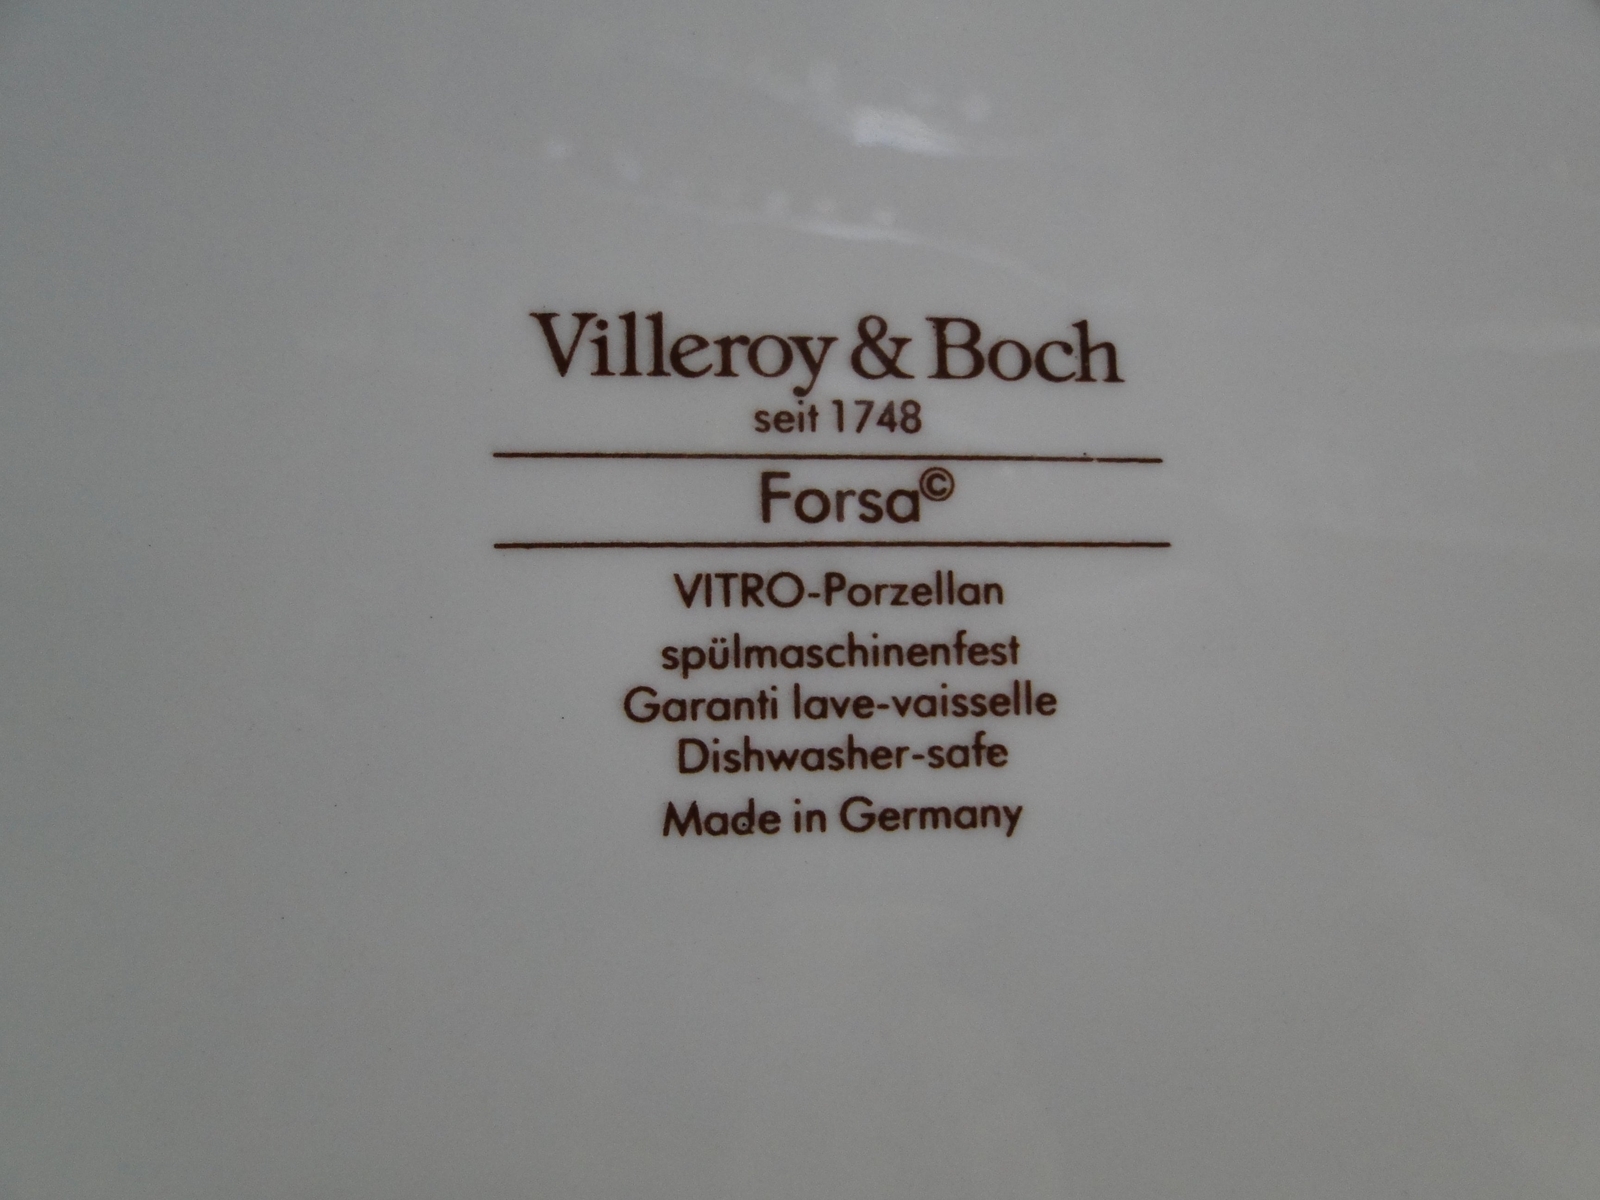 Villeroy & Boch
seit 1748
Forsa©
VITRO-Porzellan
spülmaschinenfest
Garanti lave-vaisselle
Dishwasher-safe
Made in Germany